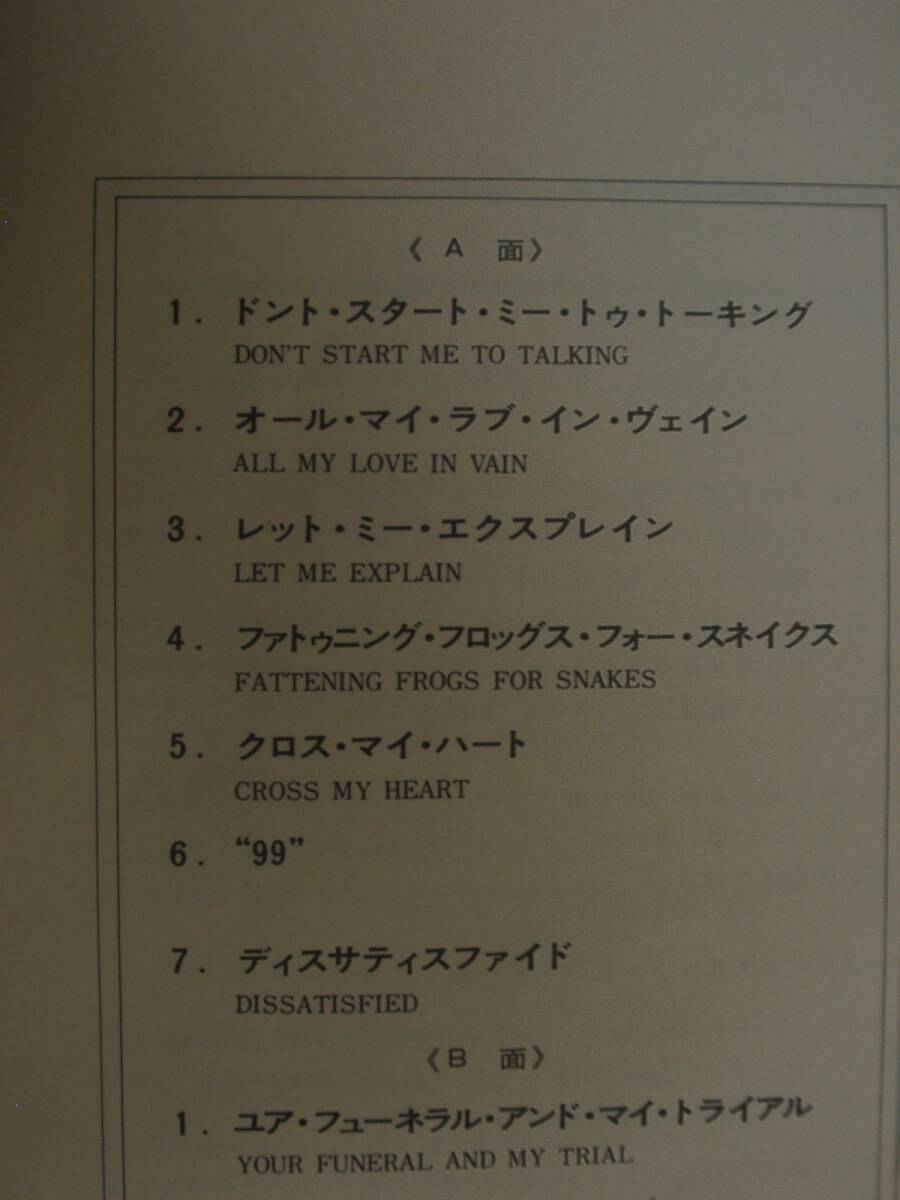 《 A 面》
1. ドント・スタート・ミー・トゥ・トーキング
DON'T START ME TO TALKING
2. オール・マイ・ラブ・イン・ヴェイン
ALL MY LOVE IN VAIN
3. レット・ミー・エクスプレイン
LET ME EXPLAIN
4. ファトゥニング・フロッグス・フォー・スネイクス
FATTENING FROGS FOR SNAKES
5. クロス・マイ・ハート
CROSS MY HEART
6. “99”
7. ディスサティスファイド
DISSATISFIED
《B 面》
1. ユア・フューネラル・アンド・マイ・トライアル
YOUR FUNERAL AND MY TRIAL